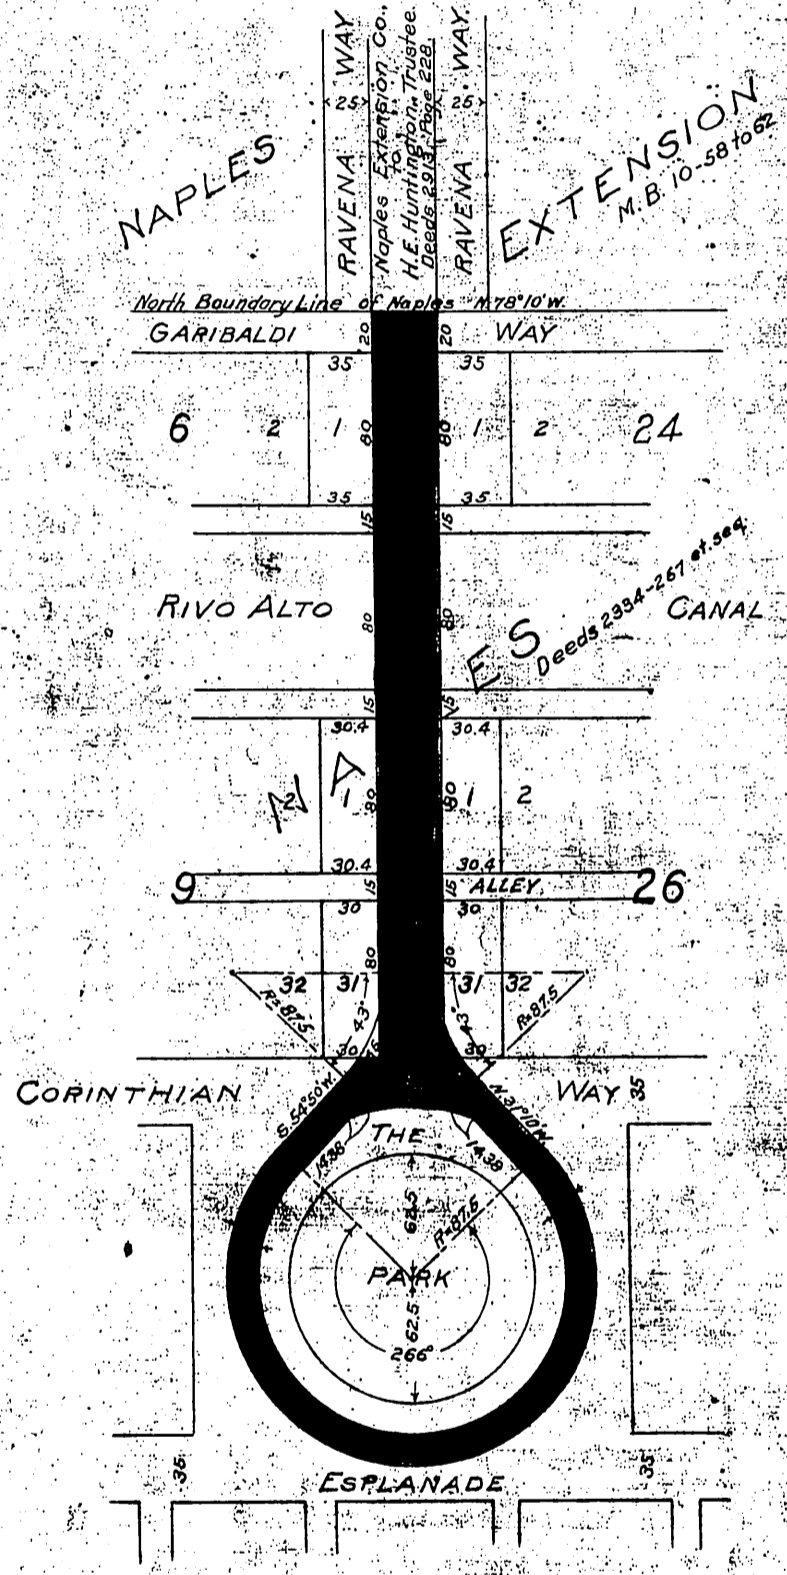 NAPLES
RAVENA WAY
25
Naples Extension Co.,
to
H.E. Huntington, Trustee.
Deeds 2913, Page 228.
RAVENA WAY.
25
EXTENSION
M.B. 10-58 to 62
North Boundary Line of Naples N.78°10'W.
GARIBALDI
20
20
WAY
35
35
6
2
1
80
80
1
2
24
35
35
15
15
RIVO ALTO
80
80
CANAL
Deeds 2334-267 et. seq.
NAPLES
15
15
30.4
30.4
2
1
80
80
1
2
30.4
30.4
9
15
15
ALLEY
26
30
30
80
80
32
31
31
32
R=87.5
43°
43°
R=87.5
30
30
CORINTHIAN
WAY
35
S.54°50'W.
N.31°10'W.
THE
14.38
14.38
62.5
R=87.5
PARK
62.5
266°
35
35
ESPLANADE